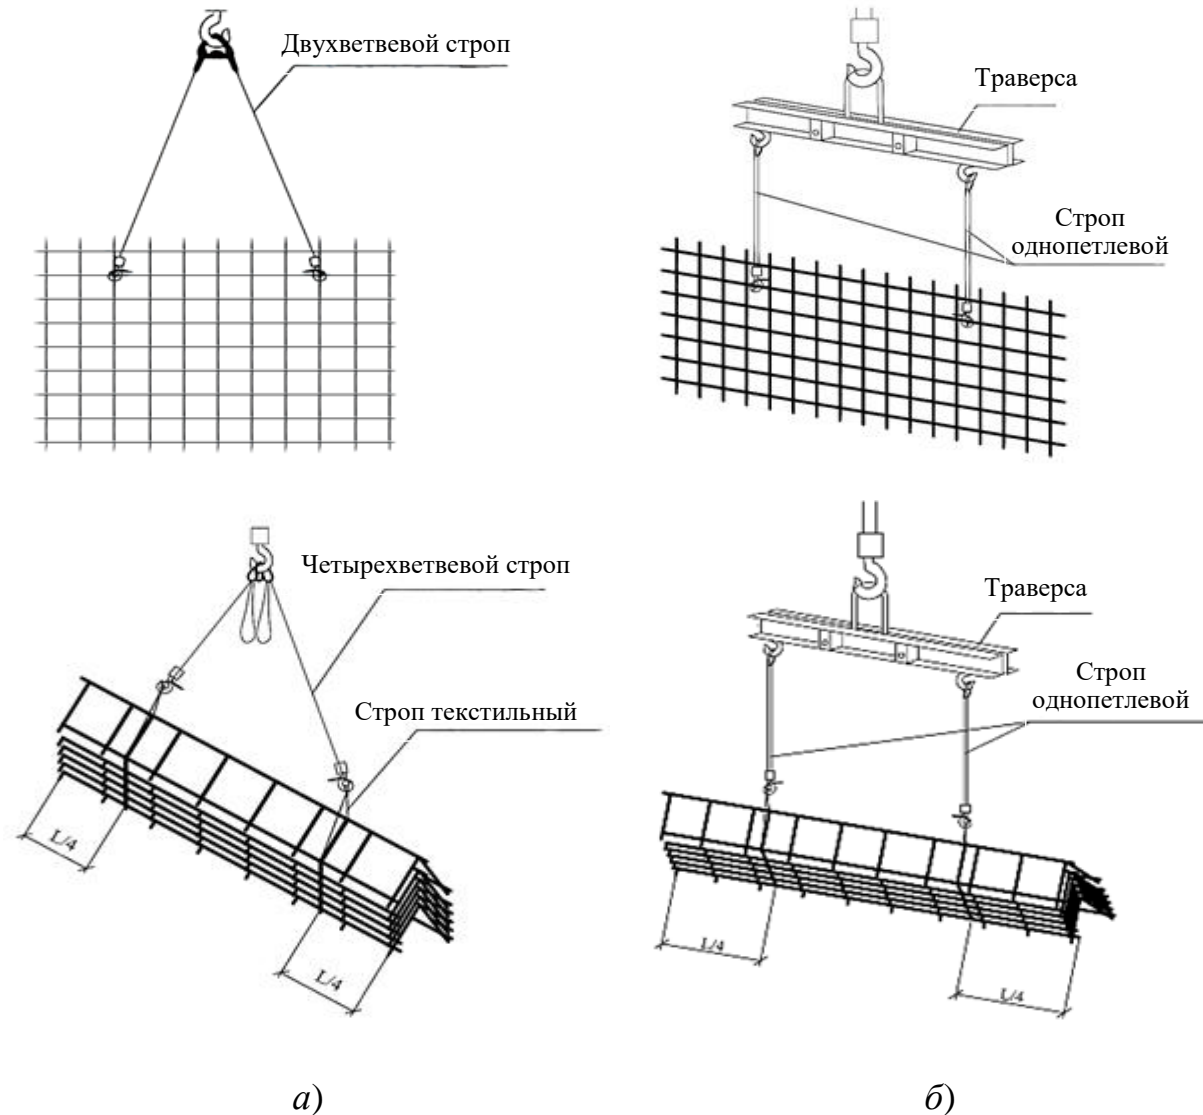 Двухветвевой строп
Траверса
Строп
однопетлевой
Четырехветвевой строп
Строп текстильный
L/4
L/4
Траверса
Строп
однопетлевой
L/4
L/4
а)
б)